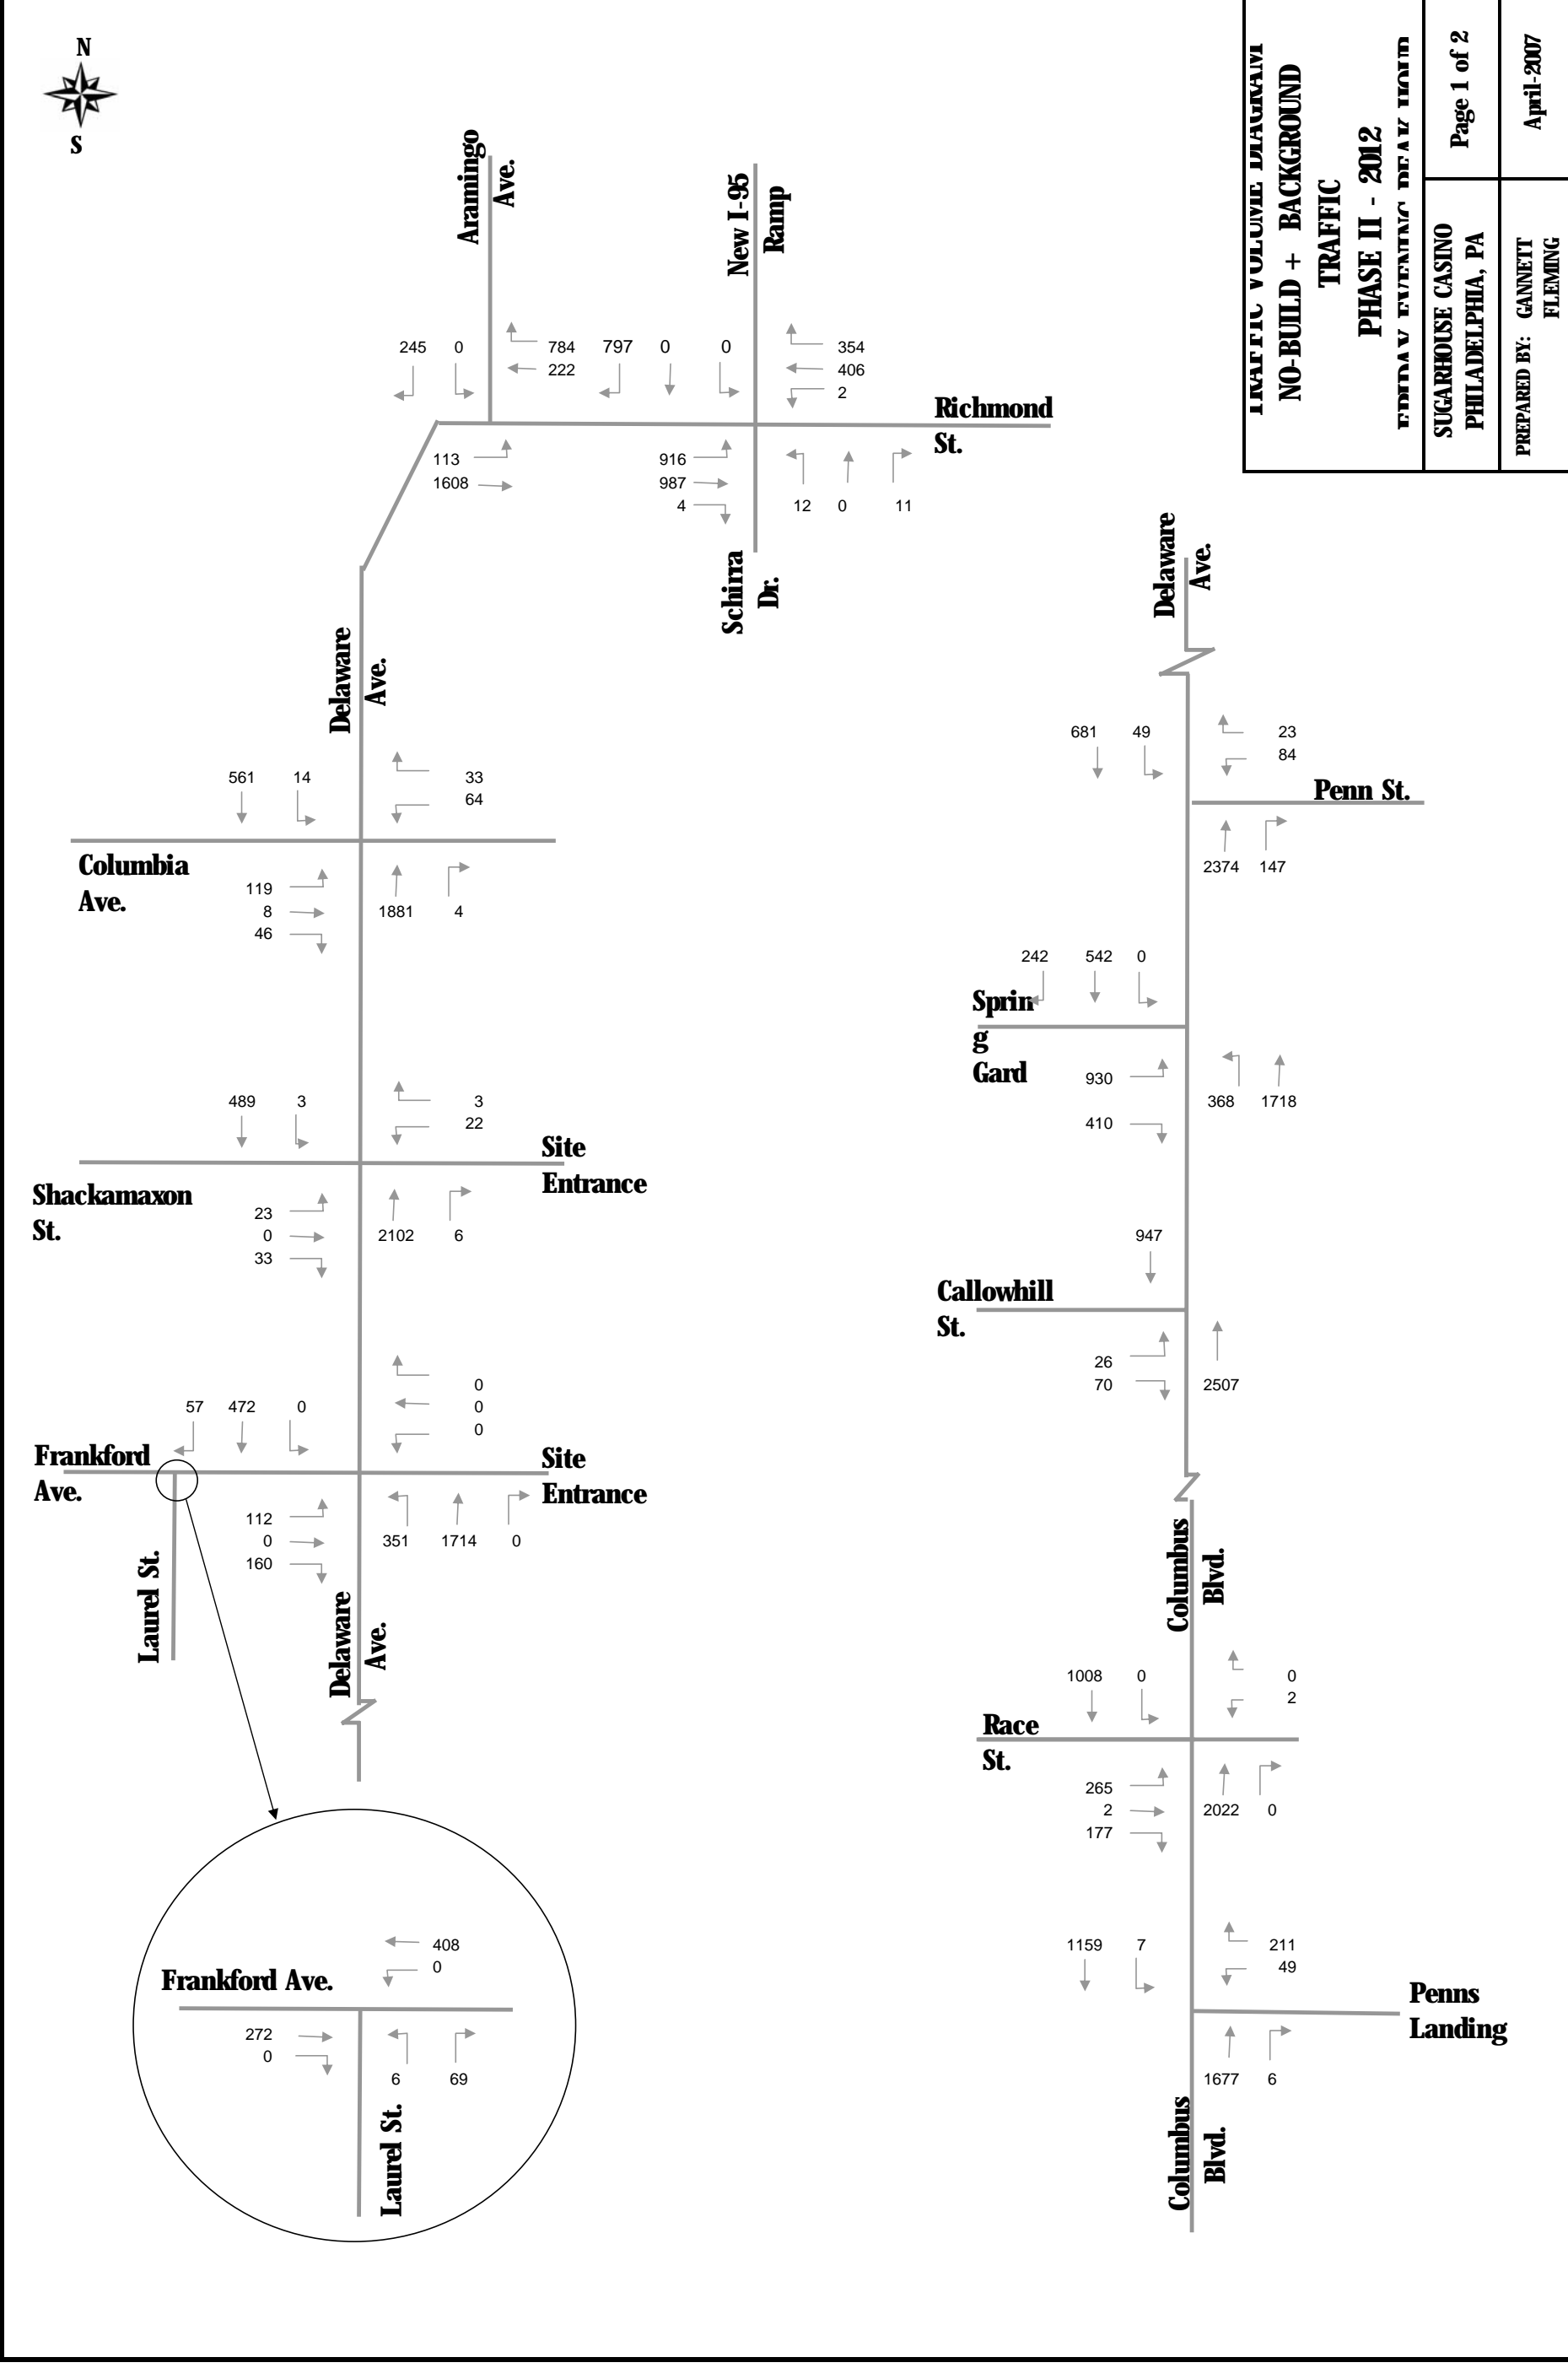 N
S
TRAFFIC VOLUME DIAGRAM
NO-BUILD + BACKGROUND
TRAFFIC
PHASE II - 2012
FRIDAY EVENING PEAK HOUR
SUGARHOUSE CASINO
PHILADELPHIA, PA
Page 1 of 2
PREPARED BY: GANNETT
FLEMING
April-2007
Aramingo
Ave.
New I-95
Ramp
245 0
784
222
797 0 0
354
406
2
Richmond
St.
113
1608
916
987
4
12 0 11
Schirra
Dr.
Delaware
Ave.
561 14
33
64
Columbia
Ave.
119
8
46
1881 4
489 3
3
22
Site
Entrance
Shackamaxon
St.
23
0
33
2102 6
57 472 0
0
0
0
Frankford
Ave.
Site
Entrance
112
0
160
351 1714 0
Laurel St.
Delaware
Ave.
408
0
Frankford Ave.
272
0
6 69
Laurel St.
Delaware
Ave.
681 49
23
84
Penn St.
2374 147
242 542 0
Sprin
g
Gard
930
410
368 1718
947
Callowhill
St.
26
70
2507
Columbus
Blvd.
1008 0
0
2
Race
St.
265
2
177
2022 0
1159 7
211
49
Penns
Landing
1677 6
Columbus
Blvd.